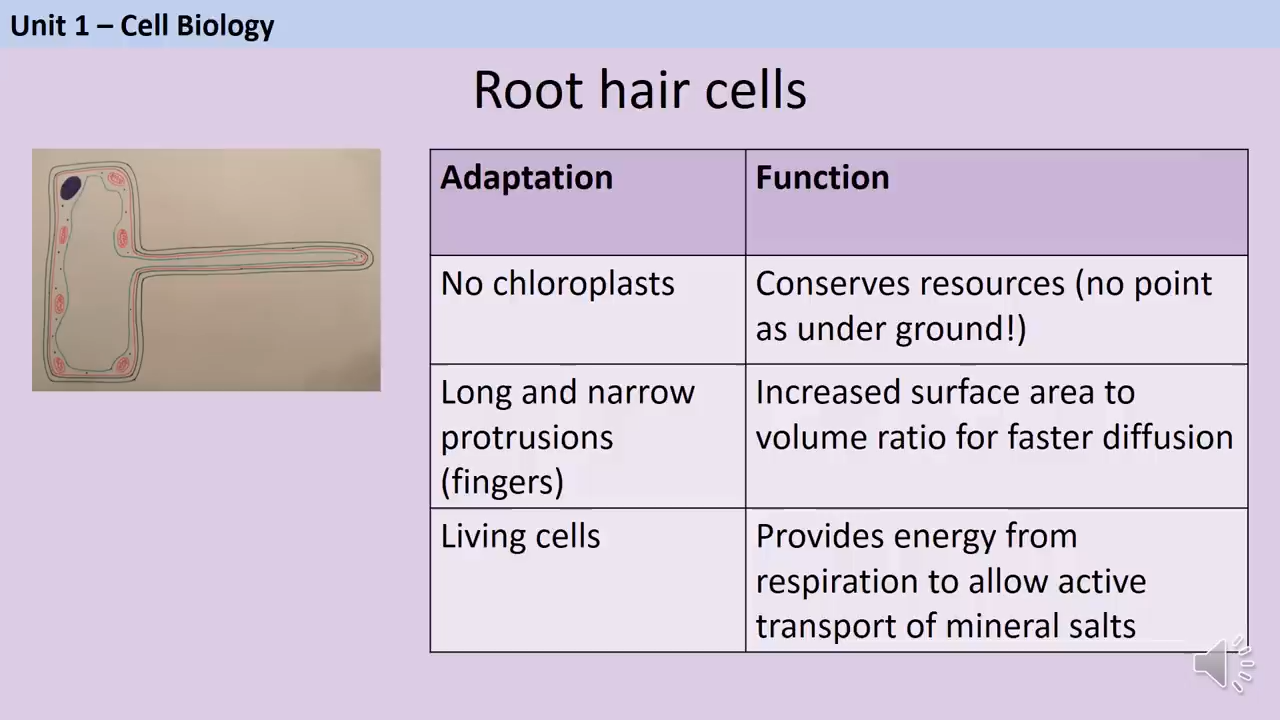 Unit 1 – Cell Biology
Root hair cells
Adaptation
Function
No chloroplasts
Conserves resources (no point
as under ground!)
Long and narrow
protrusions
(fingers)
Increased surface area to
volume ratio for faster diffusion
Living cells
Provides energy from
respiration to allow active
transport of mineral salts